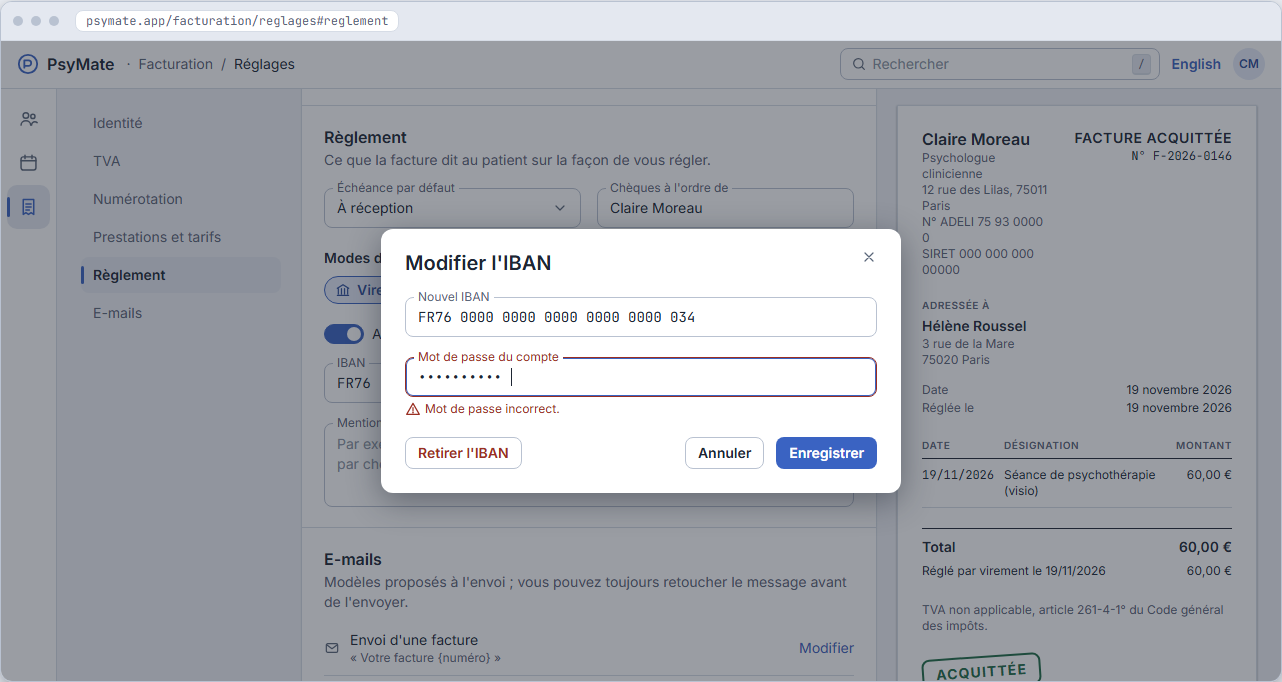 psymate.app/facturation/reglages#reglement
PsyMate · Facturation / Réglages
Rechercher /
English
CM
Identité
TVA
Numérotation
Prestations et tarifs
Règlement
E-mails
Règlement
Ce que la facture dit au patient sur la façon de vous régler.
Échéance par défaut
À réception
Chèques à l'ordre de
Claire Moreau
Modes d
Vire
A
IBAN
FR76
Mention
Par exe
par chè
Modifier l'IBAN
Nouvel IBAN
FR76 0000 0000 0000 0000 0000 034
Mot de passe du compte
••••••••••
Mot de passe incorrect.
Retirer l'IBAN
Annuler
Enregistrer
E-mails
Modèles proposés à l'envoi ; vous pouvez toujours retoucher le message avant
de l'envoyer.
Envoi d'une facture
« Votre facture {numéro} »
Modifier
Claire Moreau
Psychologue
clinicienne
12 rue des Lilas, 75011
Paris
N° ADELI 75 93 0000
0
SIRET 000 000 000
00000
FACTURE ACQUITTÉE
N° F-2026-0146
ADRESSÉE À
Hélène Roussel
3 rue de la Mare
75020 Paris
Date 19 novembre 2026
Réglée le 19 novembre 2026
DATE DÉSIGNATION MONTANT
19/11/2026 Séance de psychothérapie 60,00 €
(visio)
Total 60,00 €
Réglé par virement le 19/11/2026 60,00 €
TVA non applicable, article 261-4-1° du Code général
des impôts.
ACQUITTÉE